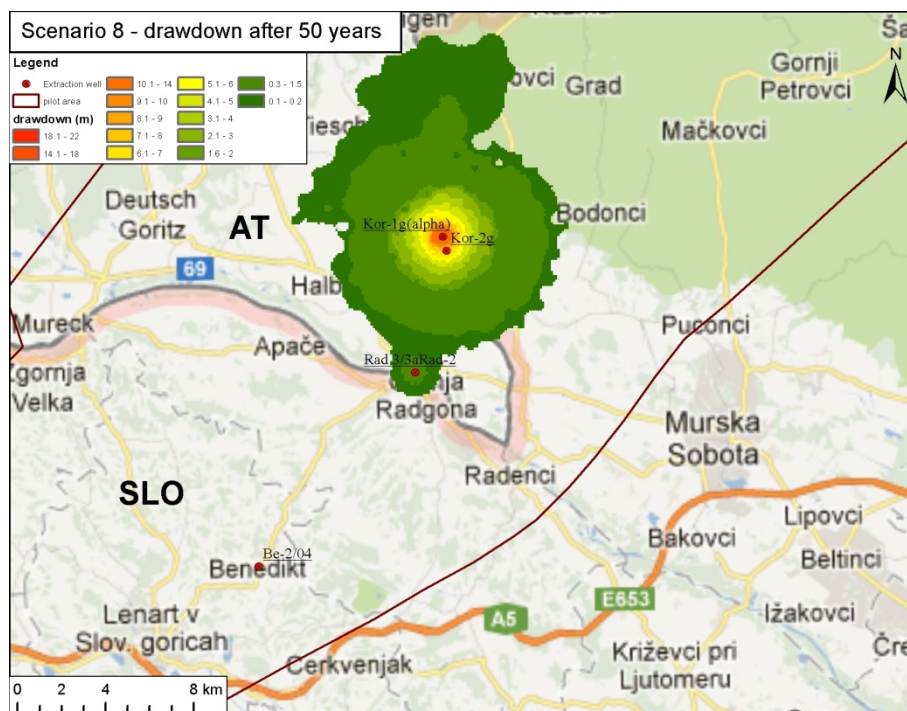 Scenario 8 - drawdown after 50 years
Legend
Extraction well
pilot area
drawdown (m)
18.1 - 22
14.1 - 18
10.1 - 14
9.1 - 10
8.1 - 9
7.1 - 8
6.1 - 7
5.1 - 6
4.1 - 5
3.1 - 4
2.1 - 3
1.6 - 2
0.3 - 1.5
0.1 - 0.2
Grad
Gornji
Petrovci
Mačkovci
Deutsch
Goritz
AT
Bodonci
Kor-1g(alpha)
Kor-2g
69
Halb
Mureck
Apače
Puconci
Zgornja
Velka
Rad.3/3aRad-2
Radgona
Murska
Sobota
Radenci
SLO
Lipovci
Bakovci
Beltinci
Be-2/04
Benedikt
E653
Ižakovci
A5
Lenart v
Slov. goricah
Cerkvenjak
Križevci pri
Ljutomeru
N
0 2 4 8 km